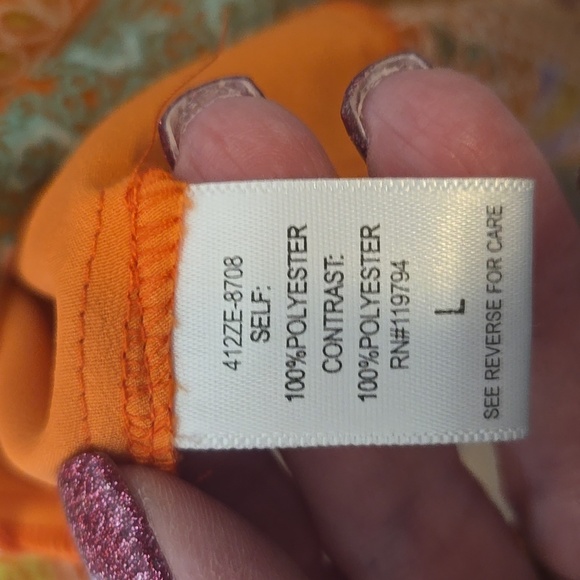 412ZE-8708
SELF:
100%POLYESTER
CONTRAST:
100%POLYESTER
RN#119794
L
SEE REVERSE FOR CARE